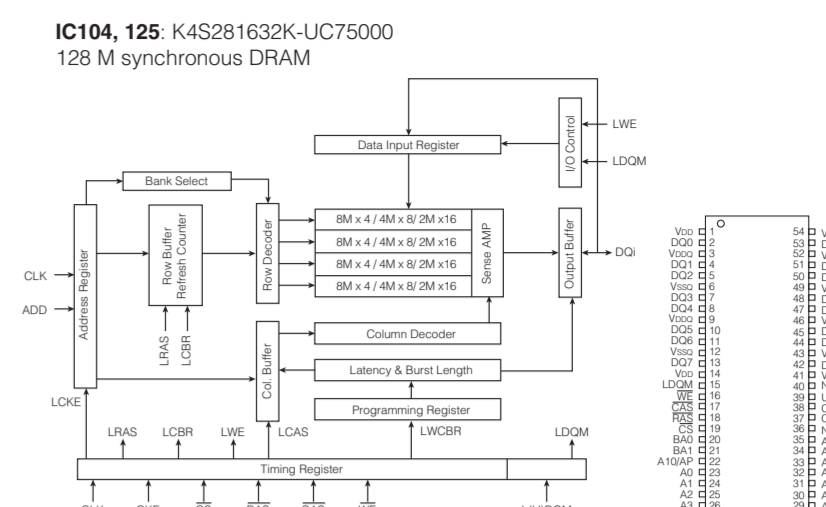 IC104, 125: K4S281632K-UC75000
128 M synchronous DRAM
LWE
I/O Control
Data Input Register
LDQM
Bank Select
8M x 4 / 4M x 8/ 2M x16
8M x 4 / 4M x 8/ 2M x16
8M x 4 / 4M x 8/ 2M x16
8M x 4 / 4M x 8/ 2M x16
Address Register
Row Buffer
Refresh Counter
Row Decoder
Sense AMP
Output Buffer
DQi
CLK
ADD
LRAS
LCBR
Col. Buffer
Column Decoder
Latency & Burst Length
Programming Register
LCKE
LRAS
LCBR
LWE
LCAS
LWCBR
LDQM
Timing Register
VDD 1
DQ0 2
VDDQ 3
DQ1 4
DQ2 5
VSSQ 6
DQ3 7
DQ4 8
VDDQ 9
DQ5 10
DQ6 11
VSSQ 12
DQ7 13
VDD 14
LDQM 15
WE 16
CAS 17
RAS 18
CS 19
BA0 20
BA1 21
A10/AP 22
A0 23
A1 24
A2 25
A3 26
54
53
52
51
50
49
48
47
46
45
44
43
42
41
40
39
38
37
36
35
34
33
32
31
30
29